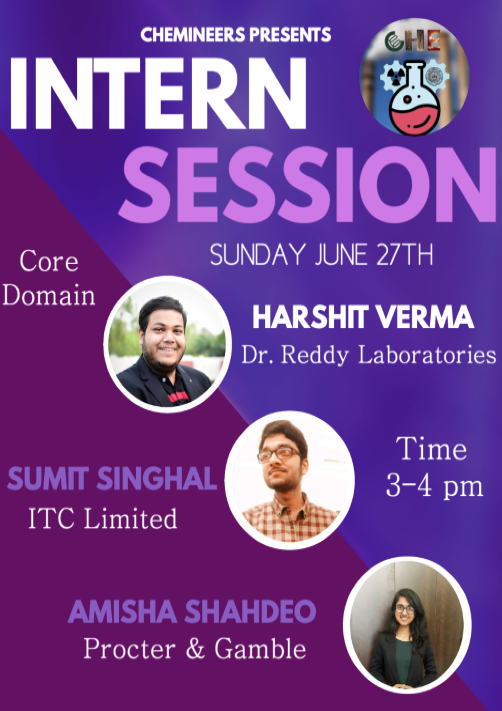 CHEMINEERS PRESENTS
INTERN
CHE
SESSION
SUNDAY JUNE 27TH
Core
Domain
HARSHIT VERMA
Dr. Reddy Laboratories
Time
3-4 pm
SUMIT SINGHAL
ITC Limited
AMISHA SHAHDEO
Procter & Gamble